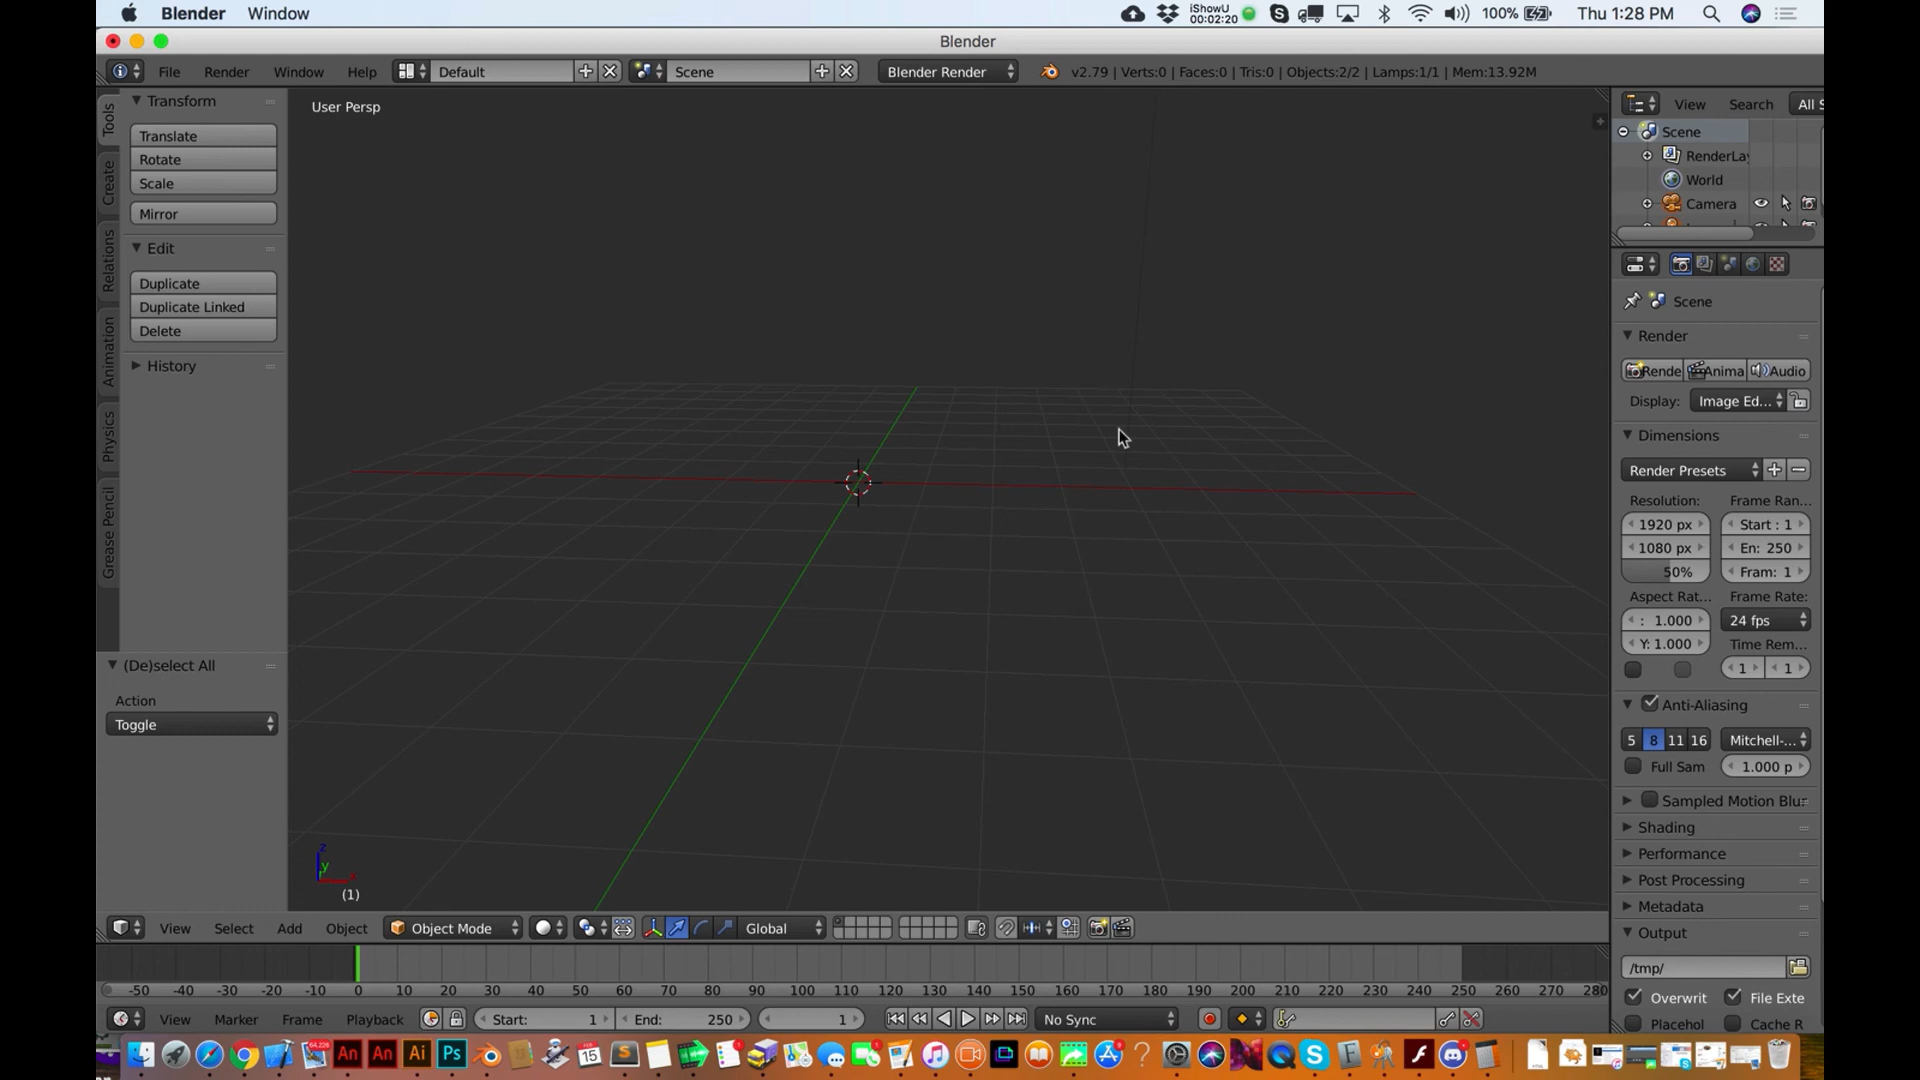 Blender Window iShowU 00:02:20 100% Thu 1:28 PM
Blender
File Render Window Help Default Scene Blender Render v2.79 | Verts:0 | Faces:0 | Tris:0 | Objects:2/2 | Lamps:1/1 | Mem:13.92M
Tools
Create
Relations
Animation
Physics
Grease Pencil
Transform
Translate
Rotate
Scale
Mirror
Edit
Duplicate
Duplicate Linked
Delete
History
(De)select All
Action
Toggle
User Persp
z
y
x
(1)
View Search All S
Scene
RenderLay
World
Camera
Scene
Render
Rende Anima Audio
Display: Image Ed...
Dimensions
Render Presets
Resolution: Frame Ran...
1920 px Start : 1
1080 px En: 250
50% Fram: 1
Aspect Rat... Frame Rate:
: 1.000 24 fps
Y: 1.000 Time Rem...
1 1
Anti-Aliasing
5 8 11 16 Mitchell-...
Full Sam 1.000 p
Sampled Motion Blu
Shading
Performance
Post Processing
Metadata
Output
/tmp/
Overwrit File Exte
Placehol Cache R
View Select Add Object Object Mode Global
-50 -40 -30 -20 -10 0 10 20 30 40 50 60 70 80 90 100 110 120 130 140 150 160 170 180 190 200 210 220 230 240 250 260 270 280
View Marker Frame Playback Start: 1 End: 250 1 No Sync
64,226 An An Ai Ps 15